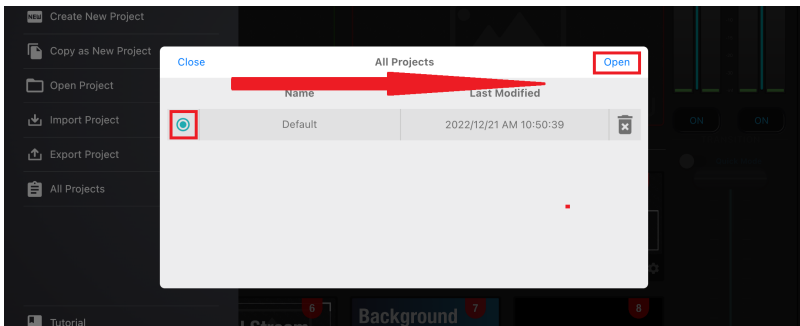 NEW Create New Project
Copy as New Project
Open Project
Import Project
Export Project
All Projects
Tutorial
Close All Projects Open
Name Last Modified
Default 2022/12/21 AM 10:50:39
ON ON
6 7 8
Stream Background